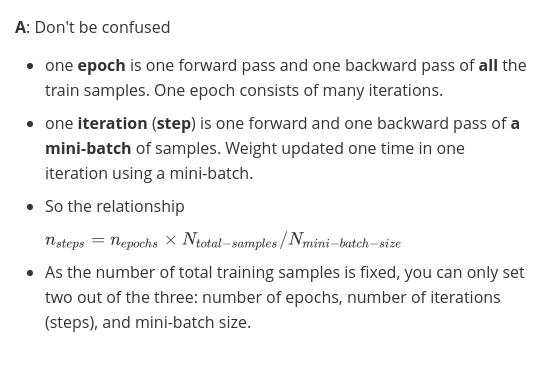 A: Don't be confused
• one epoch is one forward pass and one backward pass of all the
train samples. One epoch consists of many iterations.
• one iteration (step) is one forward and one backward pass of a
mini-batch of samples. Weight updated one time in one
iteration using a mini-batch.
• So the relationship
n_{steps} = n_{epochs} × N_{total−samples}/N_{mini−batch−size}
• As the number of total training samples is fixed, you can only set
two out of the three: number of epochs, number of iterations
(steps), and mini-batch size.